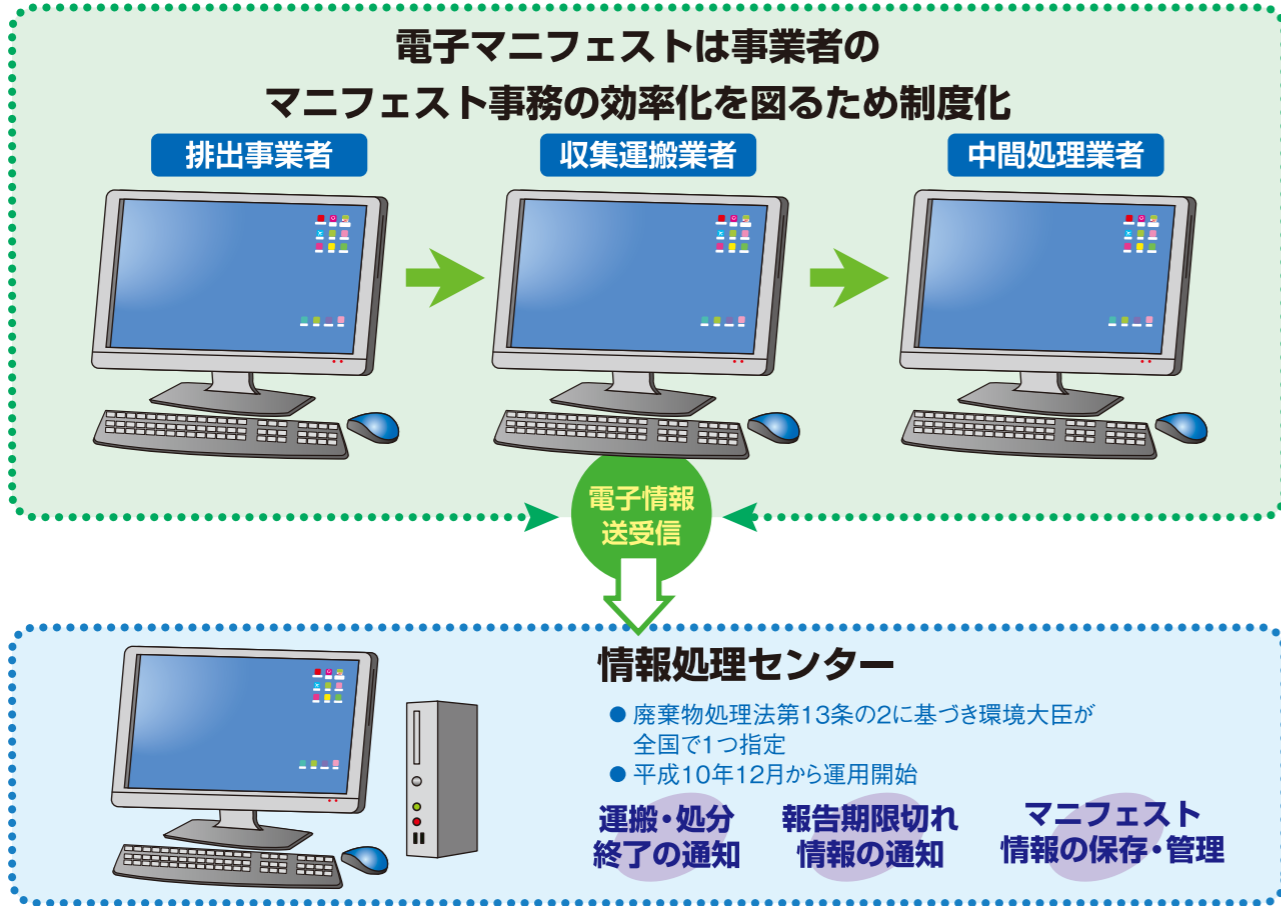 電子マニフェストは事業者の
マニフェスト事務の効率化を図るため制度化
排出事業者
収集運搬業者
中間処理業者
電子情報
送受信
情報処理センター
● 廃棄物処理法第13条の2に基づき環境大臣が
全国で1つ指定
● 平成10年12月から運用開始
運搬・処分
終了の通知
報告期限切れ
情報の通知
マニフェスト
情報の保存・管理